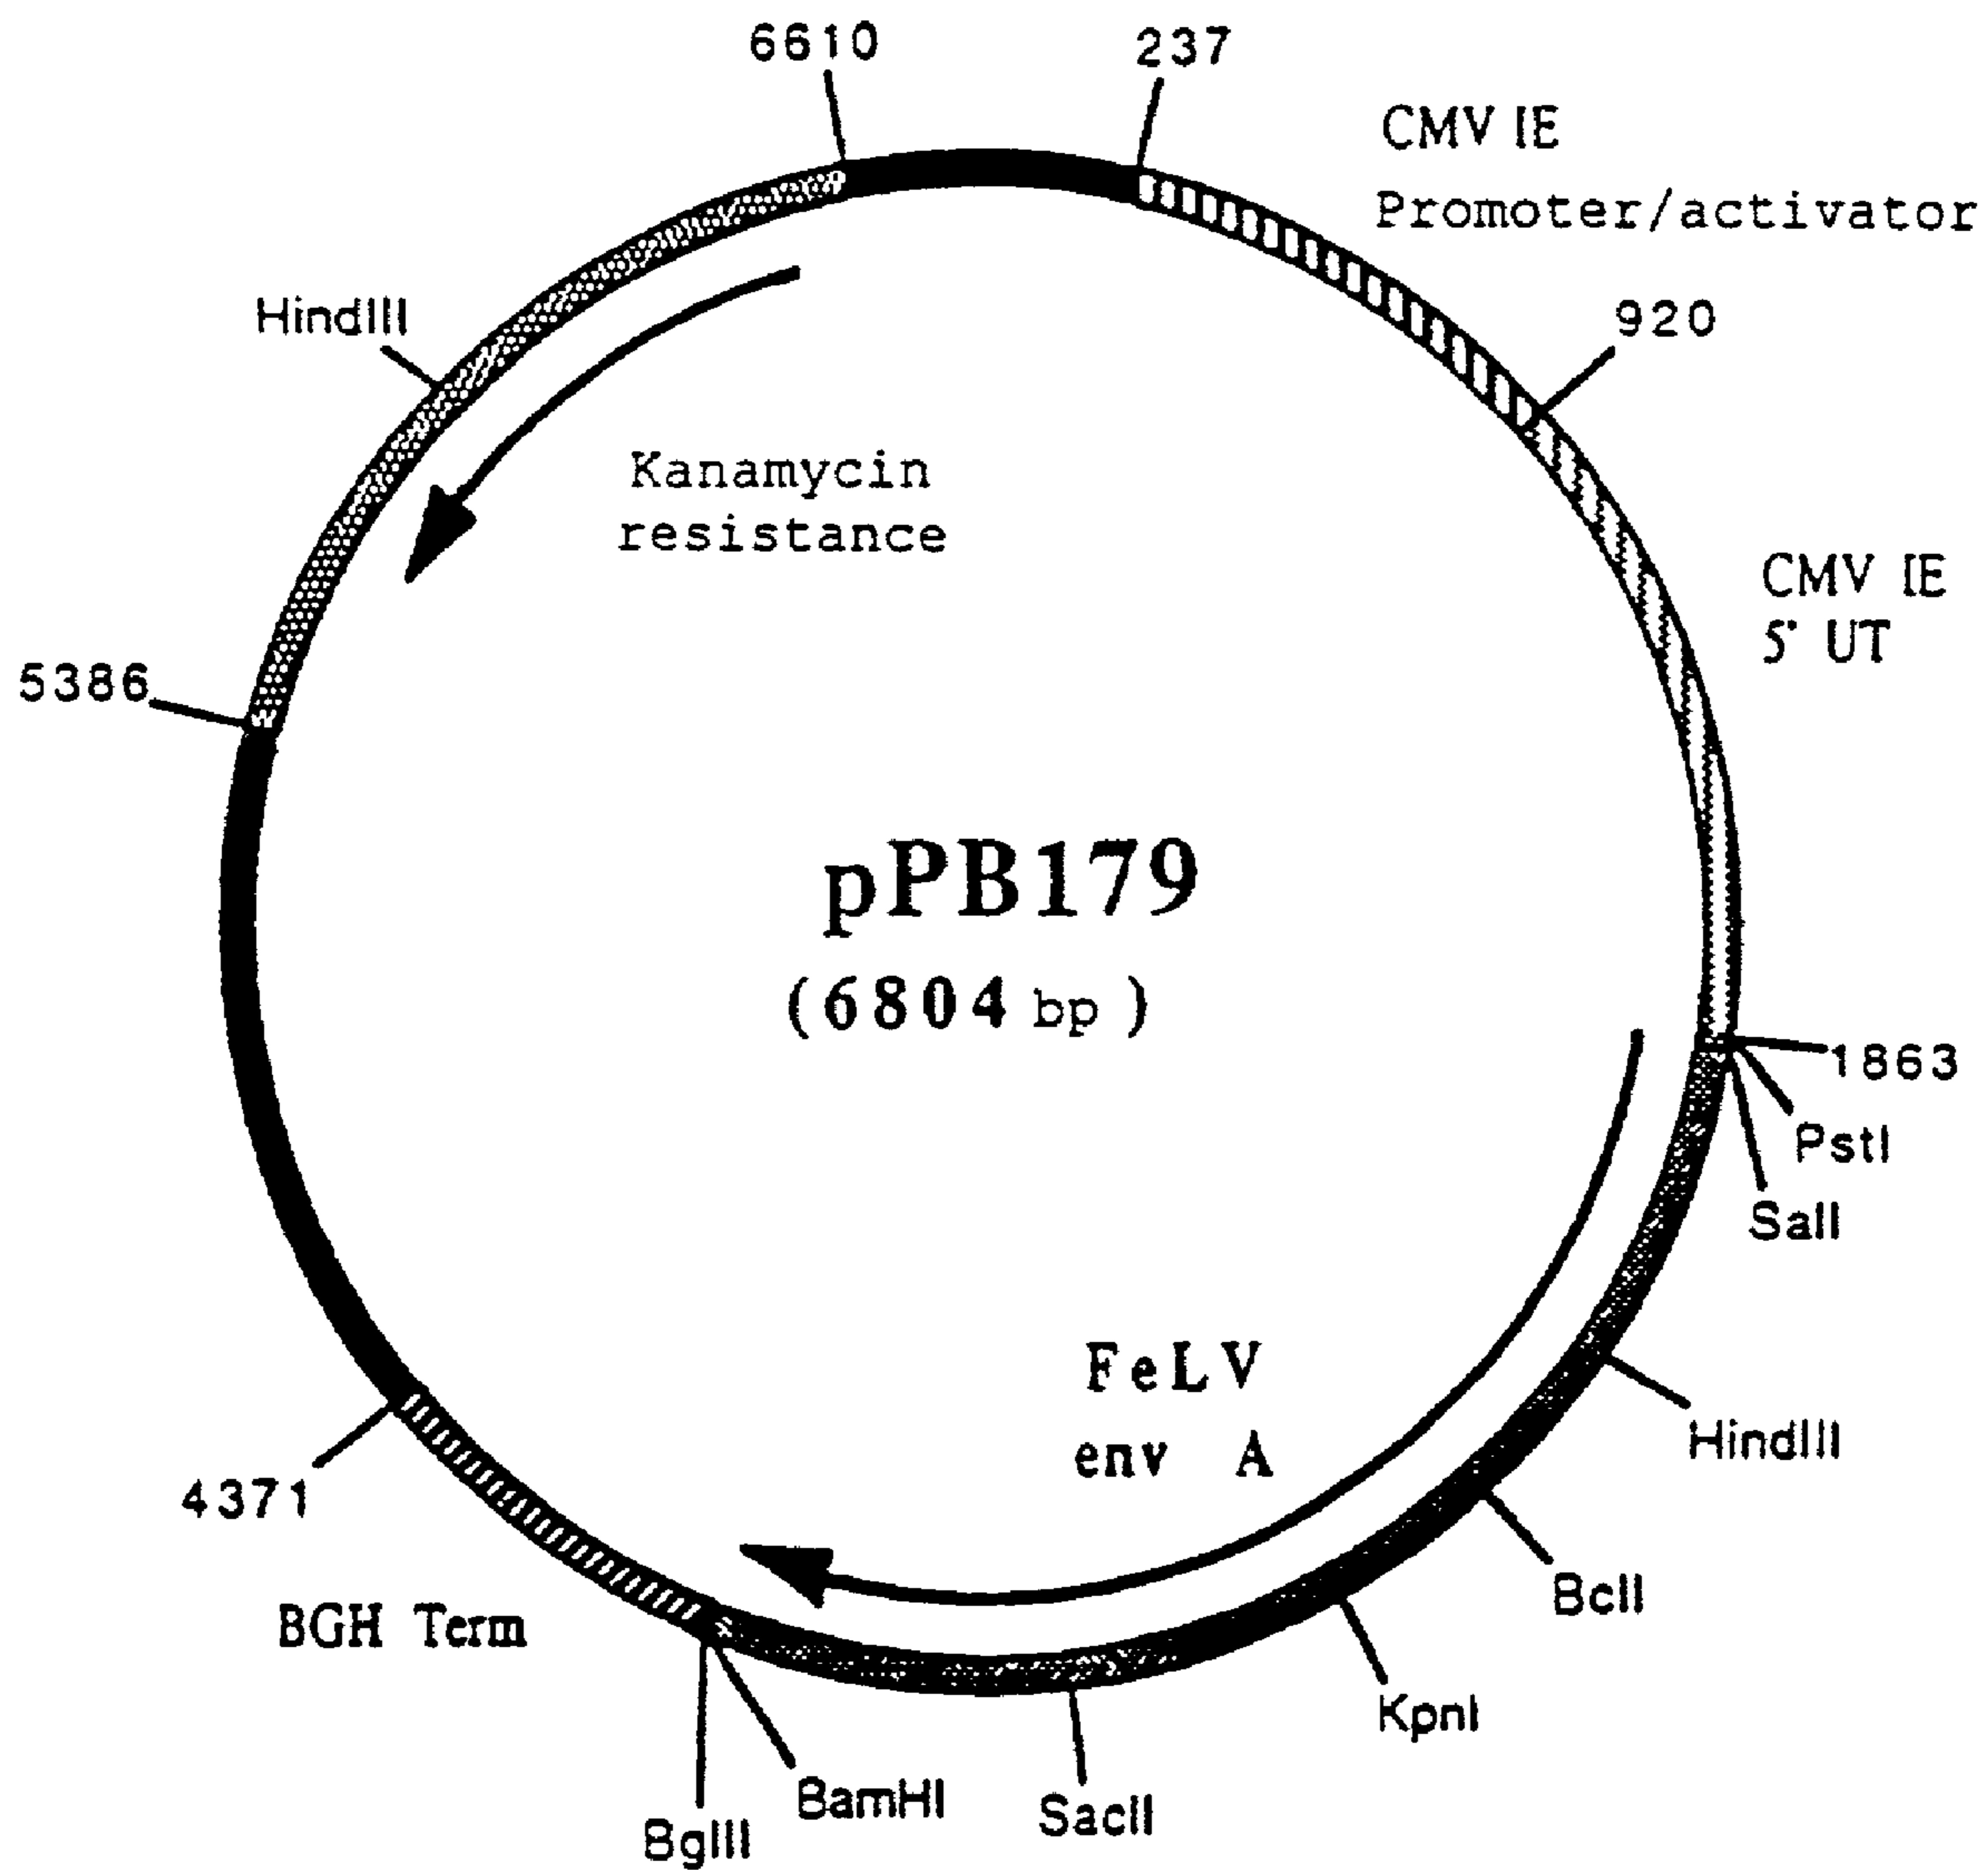 6610
237
CMV IE
Promoter/activator
HindIII
920
Kanamycin
resistance
CMV IE
5' UT
5386
pPB179
(6804 bp)
1863
PstI
SalI
FeLV
env A
HindIII
4371
BclI
BGH Term
KpnI
BamHI
SacII
BglII